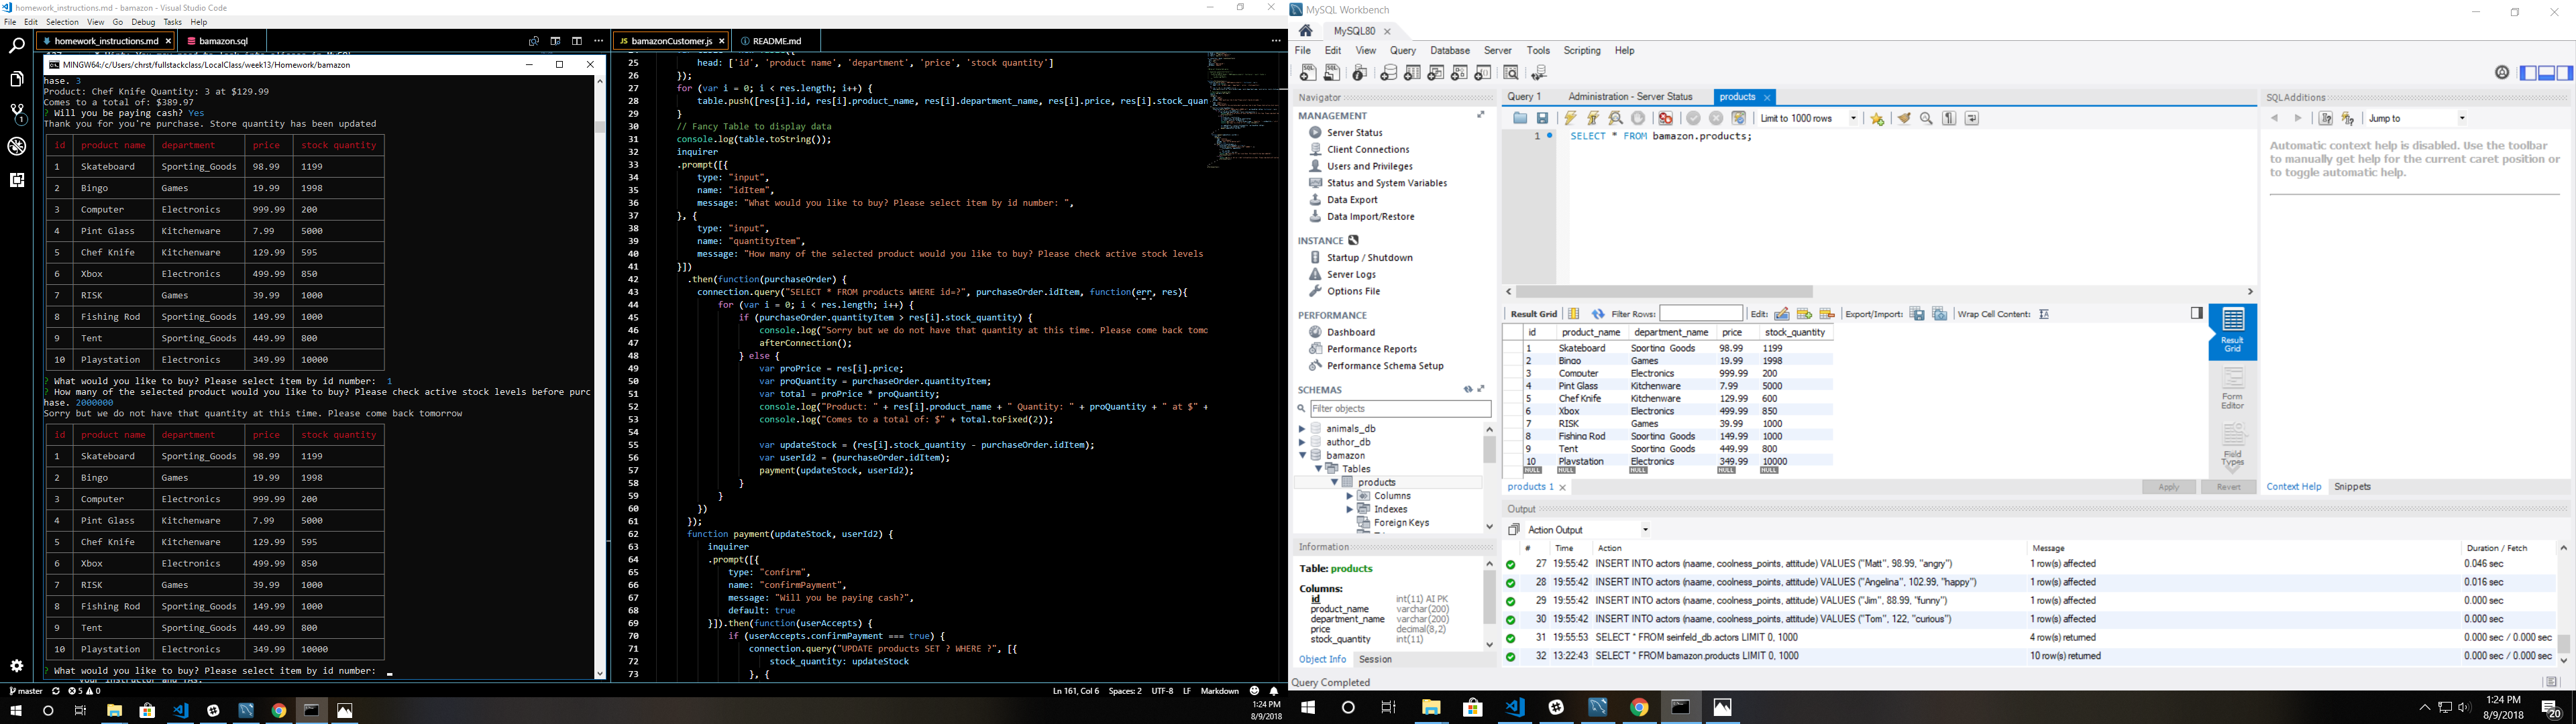 homework_instructions.md - bamazon - Visual Studio Code
File Edit Selection View Go Debug Tasks Help
homework_instructions.md × bamazon.sql
MINGW64:/c/Users/chrst/fullstackclass/LocalClass/week13/Homework/bamazon
hase. 3
Product: Chef Knife Quantity: 3 at $129.99
Comes to a total of: $389.97
? Will you be paying cash? Yes
Thank you for you're purchase. Store quantity has been updated
id product name department price stock quantity
1 Skateboard Sporting_Goods 98.99 1199
2 Bingo Games 19.99 1998
3 Computer Electronics 999.99 200
4 Pint Glass Kitchenware 7.99 5000
5 Chef Knife Kitchenware 129.99 595
6 Xbox Electronics 499.99 850
7 RISK Games 39.99 1000
8 Fishing Rod Sporting_Goods 149.99 1000
9 Tent Sporting_Goods 449.99 800
10 Playstation Electronics 349.99 10000
? What would you like to buy? Please select item by id number: 1
? How many of the selected product would you like to buy? Please check active stock levels before purc
hase. 2000000
Sorry but we do not have that quantity at this time. Please come back tomorrow
id product name department price stock quantity
1 Skateboard Sporting_Goods 98.99 1199
2 Bingo Games 19.99 1998
3 Computer Electronics 999.99 200
4 Pint Glass Kitchenware 7.99 5000
5 Chef Knife Kitchenware 129.99 595
6 Xbox Electronics 499.99 850
7 RISK Games 39.99 1000
8 Fishing Rod Sporting_Goods 149.99 1000
9 Tent Sporting_Goods 449.99 800
10 Playstation Electronics 349.99 10000
? What would you like to buy? Please select item by id number:
master 5 0
JS bamazonCustomer.js × README.md
25 head: ['id', 'product name', 'department', 'price', 'stock quantity']
26 });
27 for (var i = 0; i < res.length; i++) {
28 table.push([res[i].id, res[i].product_name, res[i].department_name, res[i].price, res[i].stock_quan
29 }
30 // Fancy Table to display data
31 console.log(table.toString());
32 inquirer
33 .prompt([{
34 type: "input",
35 name: "idItem",
36 message: "What would you like to buy? Please select item by id number: ",
37 }, {
38 type: "input",
39 name: "quantityItem",
40 message: "How many of the selected product would you like to buy? Please check active stock levels
41 }])
42 .then(function(purchaseOrder) {
43 connection.query("SELECT * FROM products WHERE id=?", purchaseOrder.idItem, function(err, res){
44 for (var i = 0; i < res.length; i++) {
45 if (purchaseOrder.quantityItem > res[i].stock_quantity) {
46 console.log("Sorry but we do not have that quantity at this time. Please come back tomo
47 afterConnection();
48 } else {
49 var proPrice = res[i].price;
50 var proQuantity = purchaseOrder.quantityItem;
51 var total = proPrice * proQuantity;
52 console.log("Product: " + res[i].product_name + " Quantity: " + proQuantity + " at $" +
53 console.log("Comes to a total of: $" + total.toFixed(2));
54
55 var updateStock = (res[i].stock_quantity - purchaseOrder.idItem);
56 var userId2 = (purchaseOrder.idItem);
57 payment(updateStock, userId2);
58 }
59 }
60 })
61 });
62 function payment(updateStock, userId2) {
63 inquirer
64 .prompt([{
65 type: "confirm",
66 name: "confirmPayment",
67 message: "Will you be paying cash?",
68 default: true
69 }]).then(function(userAccepts) {
70 if (userAccepts.confirmPayment === true) {
71 connection.query("UPDATE products SET ? WHERE ?", [{
72 stock_quantity: updateStock
73 }, {
Ln 161, Col 6 Spaces: 2 UTF-8 LF Markdown
1:24 PM
8/9/2018
MySQL Workbench
MySQL80 ×
File Edit View Query Database Server Tools Scripting Help
Navigator
MANAGEMENT
Server Status
Client Connections
Users and Privileges
Status and System Variables
Data Export
Data Import/Restore
INSTANCE
Startup / Shutdown
Server Logs
Options File
PERFORMANCE
Dashboard
Performance Reports
Performance Schema Setup
SCHEMAS
Filter objects
animals_db
author_db
bamazon
Tables
products
Columns
Indexes
Foreign Keys
Information
Table: products
Columns:
id int(11) AI PK
product_name varchar(200)
department_name varchar(200)
price decimal(8,2)
stock_quantity int(11)
Object Info Session
Query Completed
Query 1 Administration - Server Status products ×
Limit to 1000 rows
1 SELECT * FROM bamazon.products;
Result Grid Filter Rows: Edit: Export/Import: Wrap Cell Content:
id product_name department_name price stock_quantity
1 Skateboard Sporting_Goods 98.99 1199
2 Bingo Games 19.99 1998
3 Computer Electronics 999.99 200
4 Pint Glass Kitchenware 7.99 5000
5 Chef Knife Kitchenware 129.99 600
6 Xbox Electronics 499.99 850
7 RISK Games 39.99 1000
8 Fishing Rod Sporting_Goods 149.99 1000
9 Tent Sporting_Goods 449.99 800
10 Playstation Electronics 349.99 10000
NULL NULL NULL NULL NULL
Result Grid
Form Editor
Field Types
products 1 × Apply Revert
SQLAdditions
Jump to
Automatic context help is disabled. Use the toolbar
to manually get help for the current caret position or
to toggle automatic help.
Context Help Snippets
Output
Action Output
# Time Action Message Duration / Fetch
27 19:55:42 INSERT INTO actors (naame, coolness_points, attitude) VALUES ("Matt", 98.99, "angry") 1 row(s) affected 0.046 sec
28 19:55:42 INSERT INTO actors (naame, coolness_points, attitude) VALUES ("Angelina", 102.99, "happy") 1 row(s) affected 0.016 sec
29 19:55:42 INSERT INTO actors (naame, coolness_points, attitude) VALUES ("Jim", 88.99, "funny") 1 row(s) affected 0.000 sec
30 19:55:42 INSERT INTO actors (naame, coolness_points, attitude) VALUES ("Tom", 122, "curious") 1 row(s) affected 0.000 sec
31 19:55:53 SELECT * FROM seinfeld_db.actors LIMIT 0, 1000 4 row(s) returned 0.000 sec / 0.000 sec
32 13:22:43 SELECT * FROM bamazon.products LIMIT 0, 1000 10 row(s) returned 0.000 sec / 0.000 sec
1:24 PM
8/9/2018
20